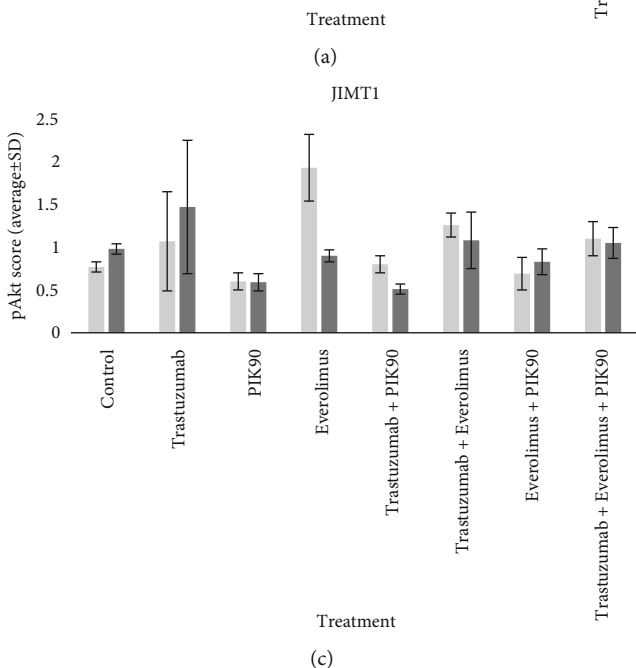 Treatment
Tr
(a)
JIMT1
pAkt score (average±SD)
2.5
2
1.5
1
0.5
0
Control
Trastuzumab
PIK90
Everolimus
Trastuzumab + PIK90
Trastuzumab + Everolimus
Everolimus + PIK90
Trastuzumab + Everolimus + PIK90
Treatment
(c)